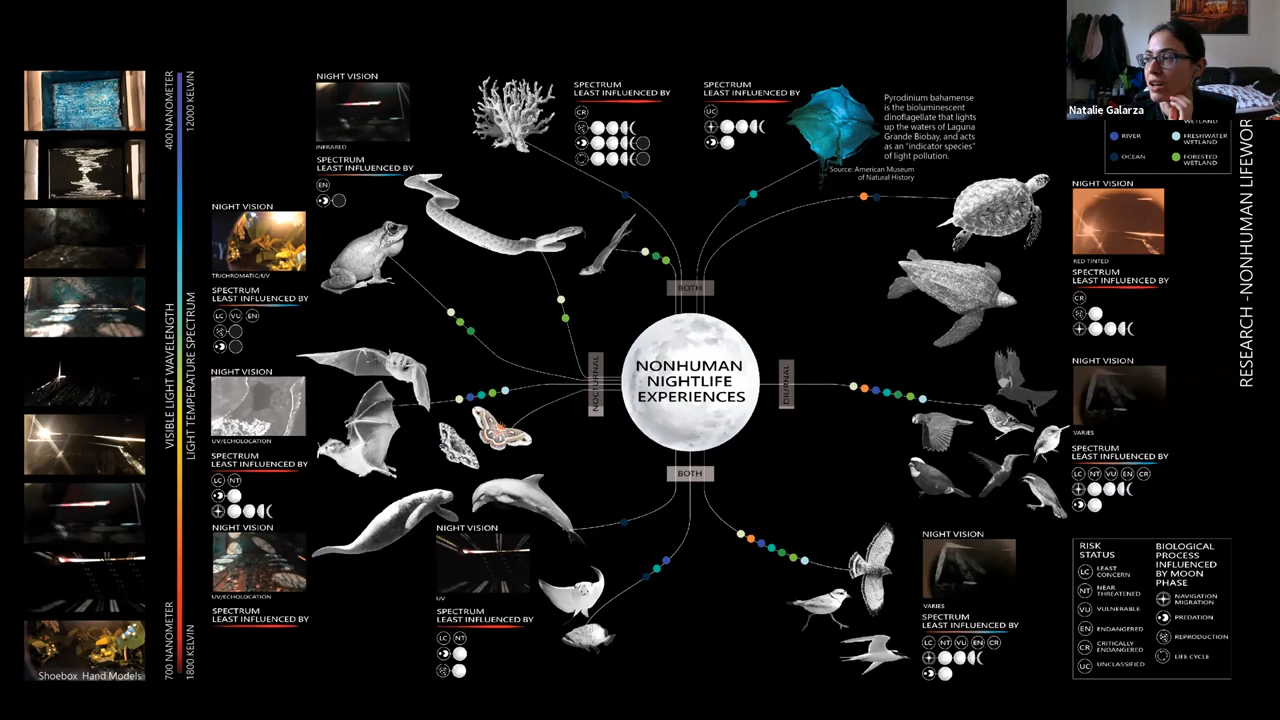 400 NANOMETER
12000 KELVIN
VISIBLE LIGHT WAVELENGTH
LIGHT TEMPERATURE SPECTRUM
700 NANOMETER
1800 KELVIN
Shoebox Hand Models
NIGHT VISION
INFRARED
SPECTRUM
LEAST INFLUENCED BY
EN
NIGHT VISION
TRICHROMATIC/UV
SPECTRUM
LEAST INFLUENCED BY
LC VU EN
NIGHT VISION
UV/ECHOLOCATION
SPECTRUM
LEAST INFLUENCED BY
LC NT
NIGHT VISION
UV/ECHOLOCATION
SPECTRUM
LEAST INFLUENCED BY
NIGHT VISION
UV
SPECTRUM
LEAST INFLUENCED BY
LC NT
SPECTRUM
LEAST INFLUENCED BY
CR
SPECTRUM
LEAST INFLUENCED BY
UC
Pyrodinium bahamense
is the bioluminescent
dinoflagellate that lights
up the waters of Laguna
Grande Biobay, and acts
as an "indicator species"
of light pollution.
Source: American Museum
of Natural History
BOTH
NOCTURNAL
NONHUMAN
NIGHTLIFE
EXPERIENCES
DIURNAL
BOTH
Natalie Galarza
WETLAND
RIVER
FRESHWATER
WETLAND
OCEAN
FORESTED
WETLAND
RESEARCH -NONHUMAN LIFEWOR
NIGHT VISION
RED TINTED
SPECTRUM
LEAST INFLUENCED BY
CR
NIGHT VISION
VARIES
SPECTRUM
LEAST INFLUENCED BY
LC NT VU EN CR
NIGHT VISION
VARIES
SPECTRUM
LEAST INFLUENCED BY
LC NT VU EN CR
RISK
STATUS
LC LEAST
CONCERN
NT NEAR
THREATENED
VU VULNERABLE
EN ENDANGERED
CR CRITICALLY
ENDANGERED
UC UNCLASSIFIED
BIOLOGICAL
PROCESS
INFLUENCED
BY MOON
PHASE
NAVIGATION
MIGRATION
PREDATION
REPRODUCTION
LIFE CYCLE